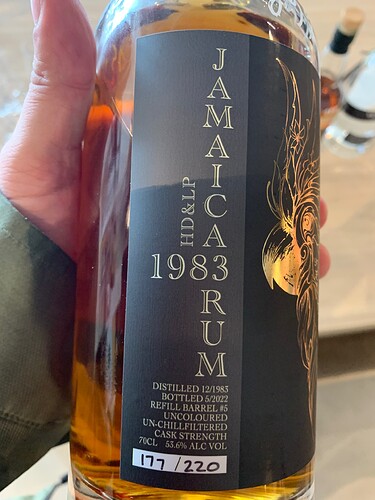 JAMAICA RUM
HD&LP
1983
DISTILLED 12/1983
BOTTLED 5/2022
REFILL BARREL #5
UNCOLOURED
UN-CHILLFILTERED
CASK STRENGTH
70CL 53.6% ALC VOL
177 / 220